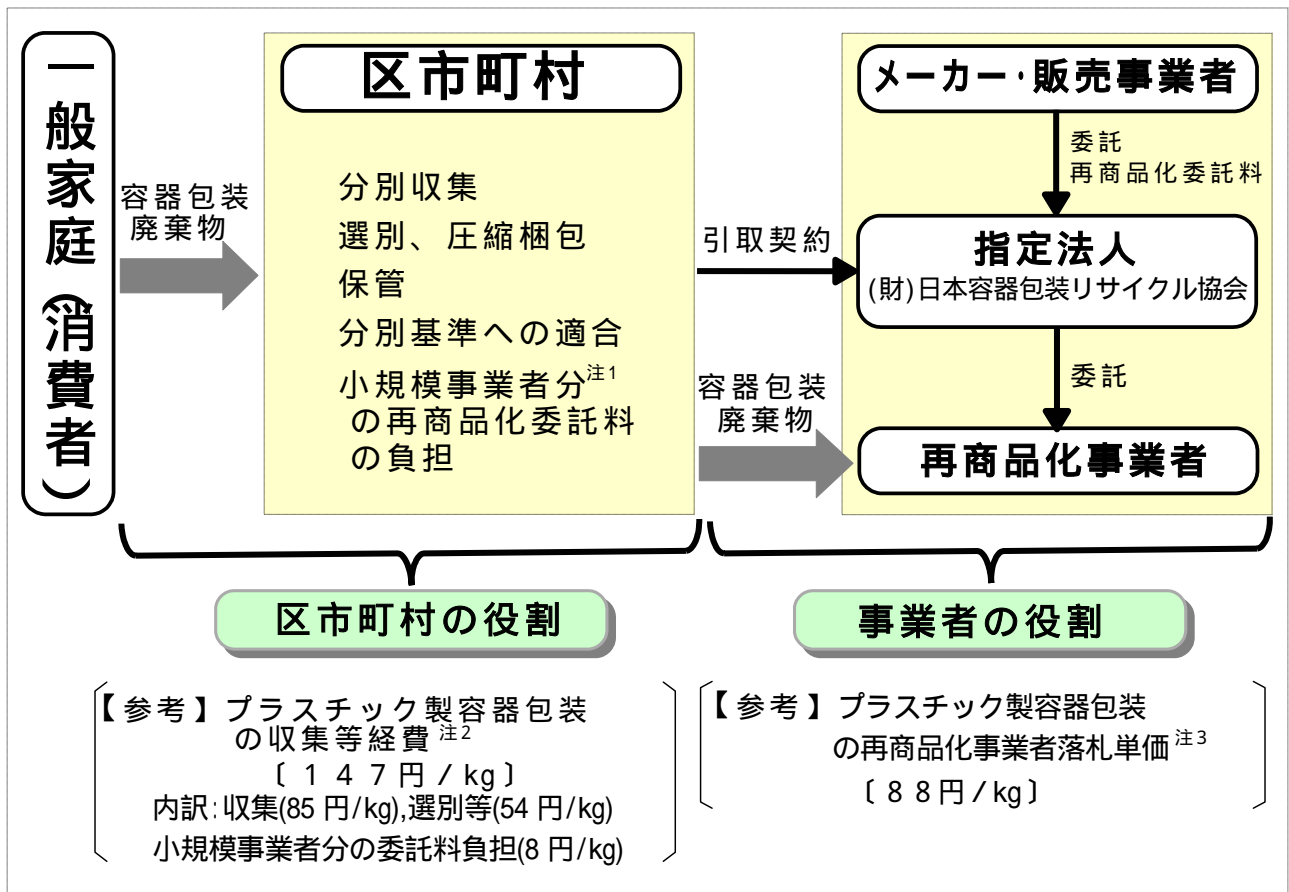 一般家庭(消費者)
容器包装
廃棄物
区市町村
分別収集
選別、圧縮梱包
保管
分別基準への適合
小規模事業者分注1
の再商品化委託料
の負担
引取契約
容器包装
廃棄物
メーカー・販売事業者
委託
再商品化委託料
指定法人
(財)日本容器包装リサイクル協会
委託
再商品化事業者
区市町村の役割
事業者の役割
【参考】プラスチック製容器包装
の収集等経費注2
〔147円/kg〕
内訳:収集(85円/kg),選別等(54円/kg)
小規模事業者分の委託料負担(8円/kg)
【参考】プラスチック製容器包装
の再商品化事業者落札単価注3
〔88円/kg〕